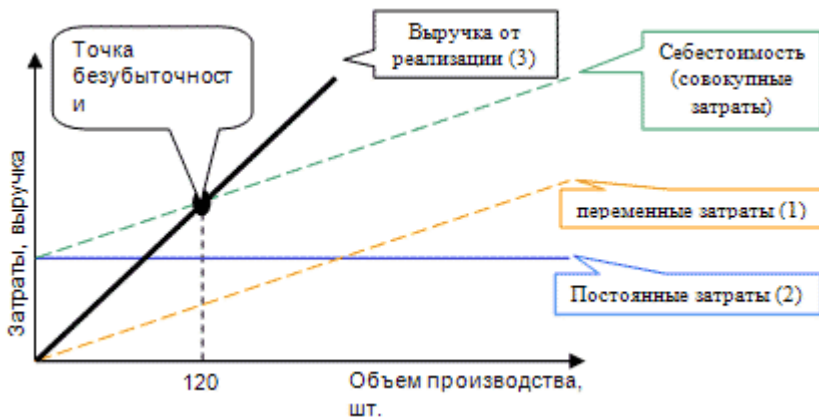 Точка
безубыточност
и
Выручка от
реализации (3)
Себестоимость
(совокупные
затраты)
Затраты, выручка
переменные затраты (1)
Постоянные затраты (2)
120
Объем производства,
шт.